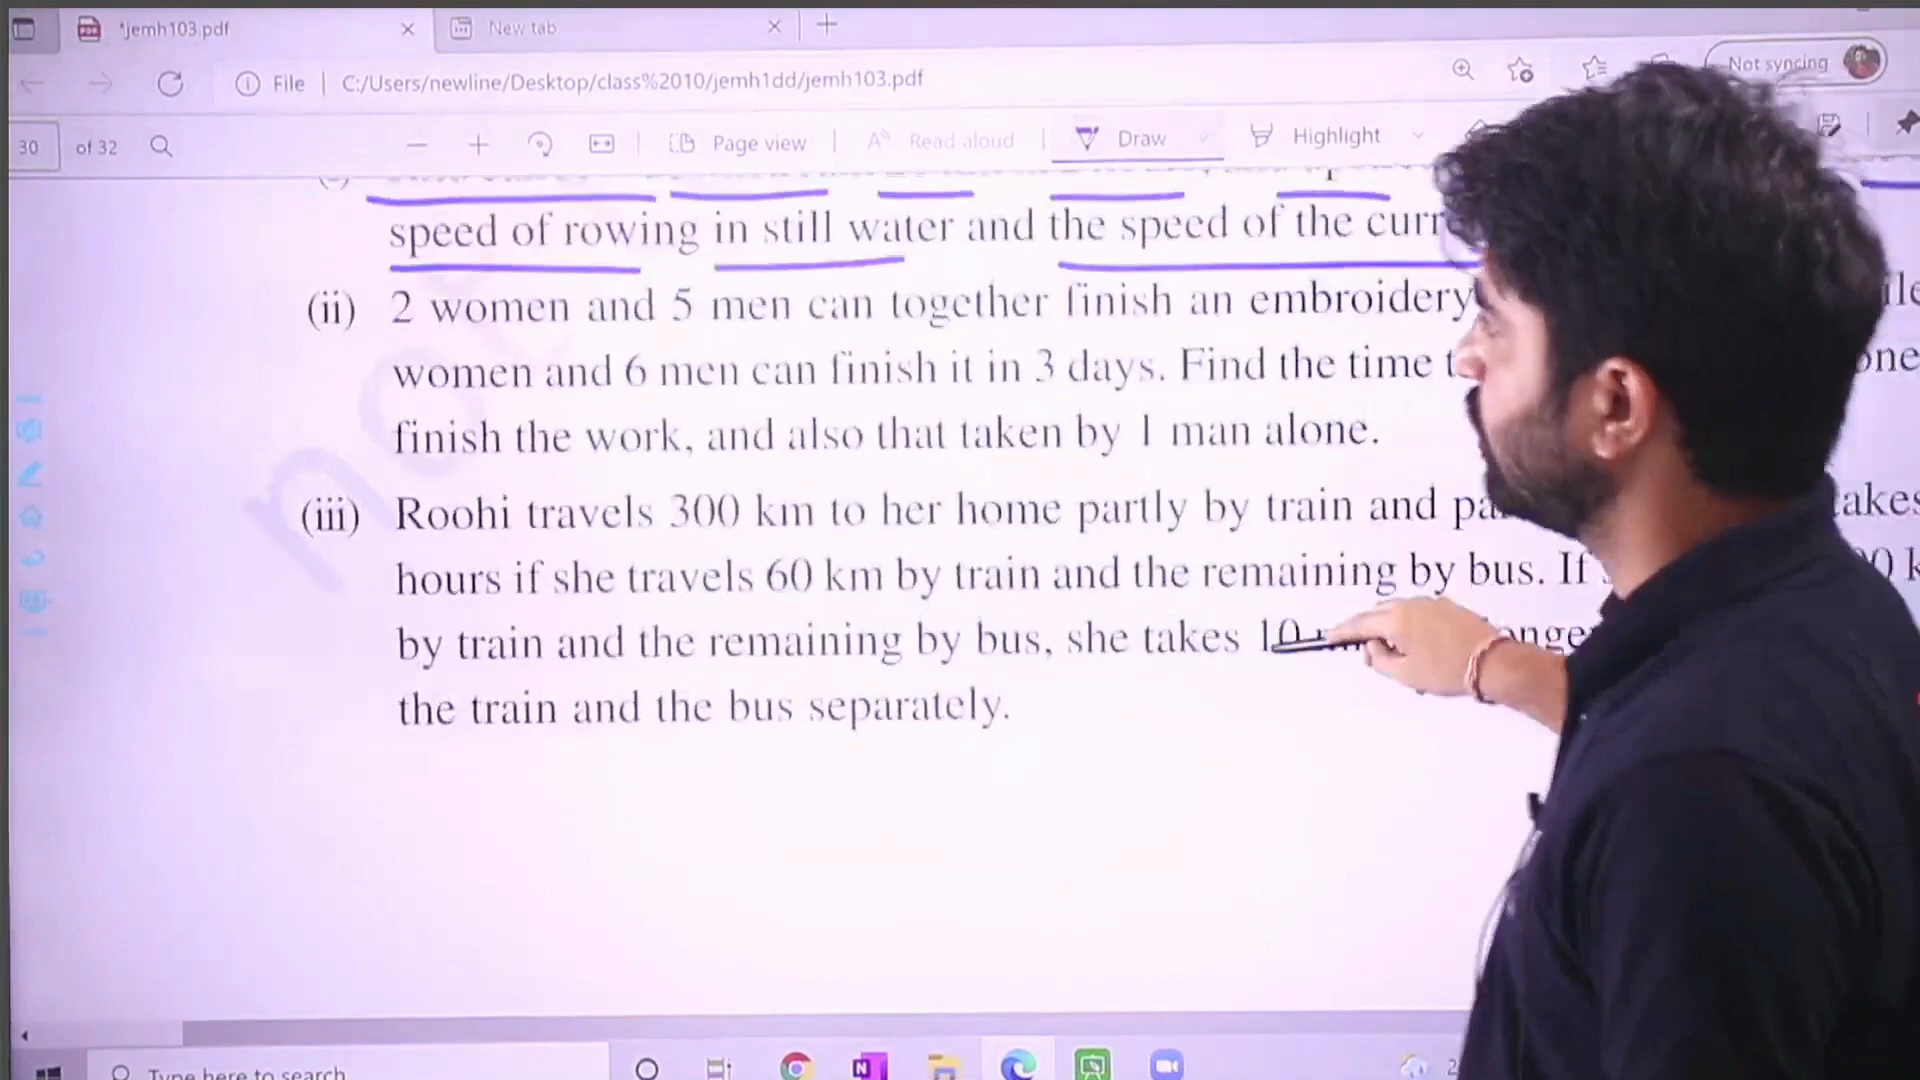 *jemh103.pdf
New tab
File
C:/Users/newline/Desktop/class%2010/jemh1dd/jemh103.pdf
Not syncing
30 of 32
Page view
Read aloud
Draw
Highlight
speed of rowing in still water and the speed of the curr
(ii) 2 women and 5 men can together finish an embroidery
women and 6 men can finish it in 3 days. Find the time t
finish the work, and also that taken by 1 man alone.
(iii) Roohi travels 300 km to her home partly by train and pa takes
hours if she travels 60 km by train and the remaining by bus. If 0 k
by train and the remaining by bus, she takes 10 onge
the train and the bus separately.
Type here to search